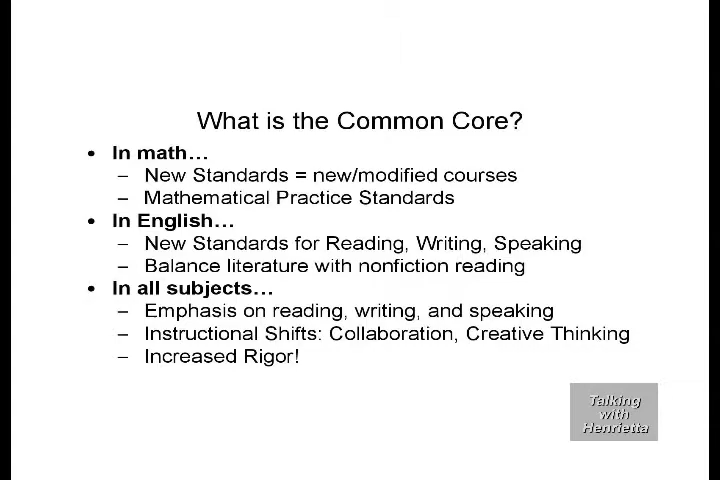 What is the Common Core?
• In math…
– New Standards = new/modified courses
– Mathematical Practice Standards
• In English…
– New Standards for Reading, Writing, Speaking
– Balance literature with nonfiction reading
• In all subjects…
– Emphasis on reading, writing, and speaking
– Instructional Shifts: Collaboration, Creative Thinking
– Increased Rigor!
Talking
with
Henrietta